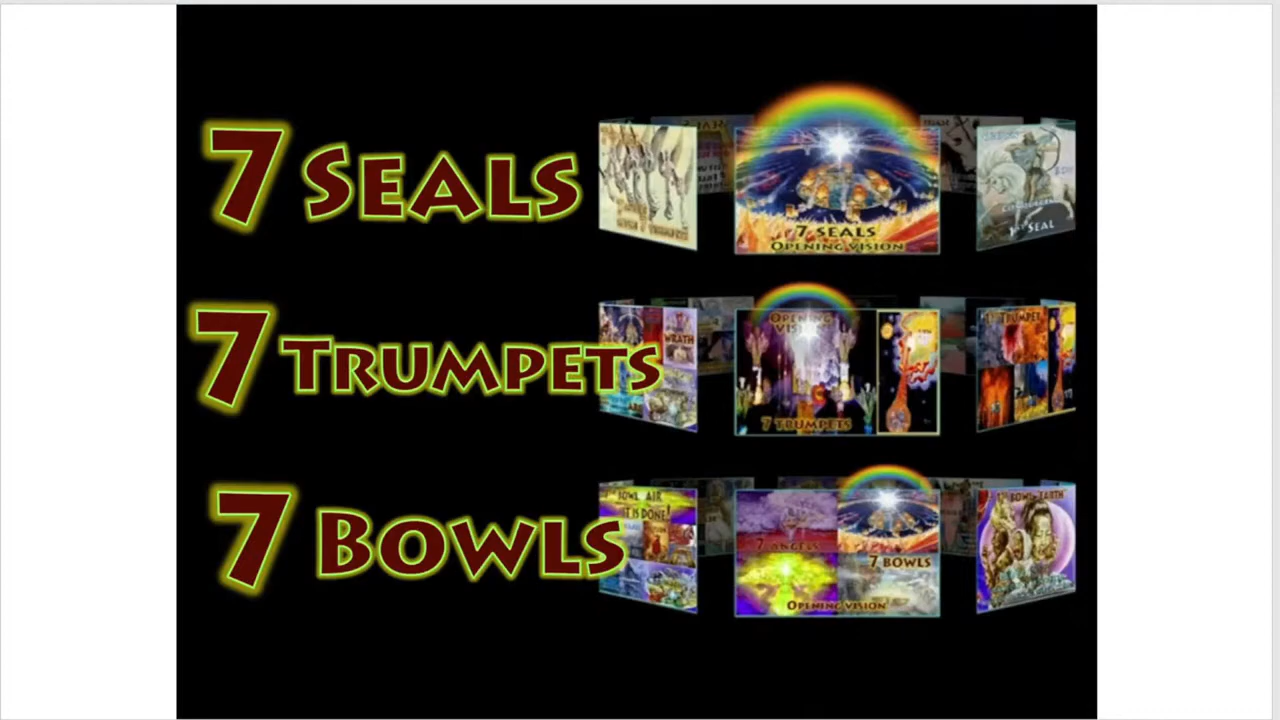 7 SEALS
7 SEALS
OPENING VISION
1ST SEAL
7 TRUMPETS
WRATH
OPENING
VISION
7 TRUMPETS
1ST TRUMPET
7 BOWLS
BOWL AIR
IT IS DONE!
7 ANGELS
7 BOWLS
OPENING VISION
BOWL EARTH